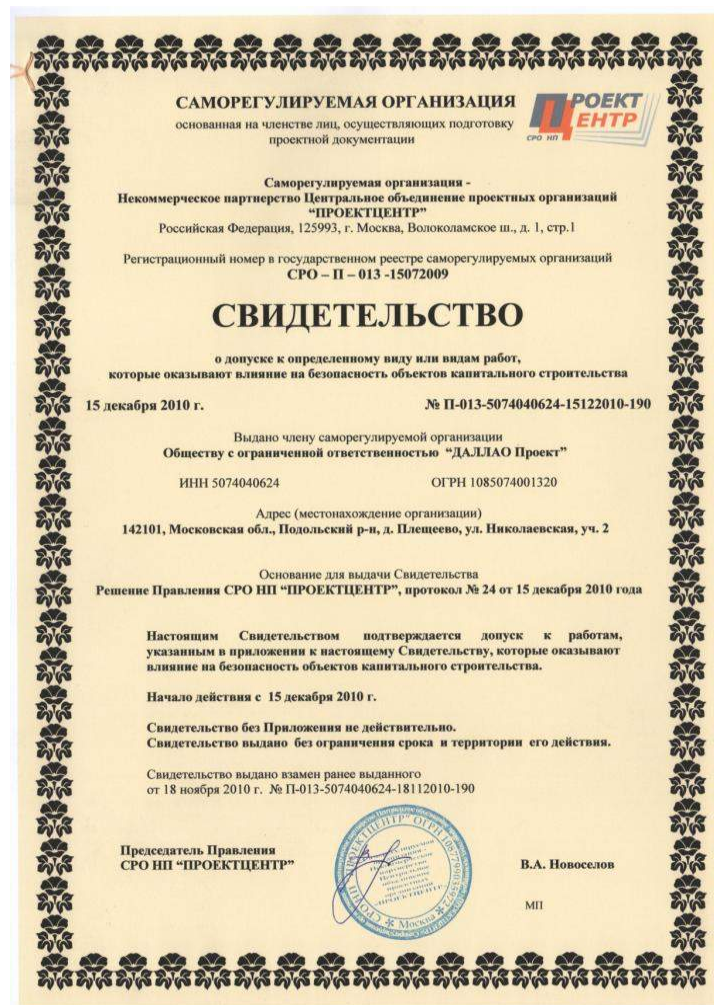 САМОРЕГУЛИРУЕМАЯ ОРГАНИЗАЦИЯ
основанная на членстве лиц, осуществляющих подготовку
проектной документации
ПРОЕКТ
ЦЕНТР
СРО НП
Саморегулируемая организация -
Некоммерческое партнерство Центральное объединение проектных организаций
“ПРОЕКТЦЕНТР”
Российская Федерация, 125993, г. Москва, Волоколамское ш., д. 1, стр.1
Регистрационный номер в государственном реестре саморегулируемых организаций
СРО – П – 013 -15072009
СВИДЕТЕЛЬСТВО
о допуске к определенному виду или видам работ,
которые оказывают влияние на безопасность объектов капитального строительства
15 декабря 2010 г. № П-013-5074040624-15122010-190
Выдано члену саморегулируемой организации
Обществу с ограниченной ответственностью “ДАЛЛАО Проект”
ИНН 5074040624 ОГРН 1085074001320
Адрес (местонахождение организации)
142101, Московская обл., Подольский р-н, д. Плещеево, ул. Николаевская, уч. 2
Основание для выдачи Свидетельства
Решение Правления СРО НП “ПРОЕКТЦЕНТР”, протокол № 24 от 15 декабря 2010 года
Настоящим Свидетельством подтверждается допуск к работам,
указанным в приложении к настоящему Свидетельству, которые оказывают
влияние на безопасность объектов капитального строительства.
Начало действия с 15 декабря 2010 г.
Свидетельство без Приложения не действительно.
Свидетельство выдано без ограничения срока и территории его действия.
Свидетельство выдано взамен ранее выданного
от 18 ноября 2010 г. № П-013-5074040624-18112010-190
Председатель Правления
СРО НП “ПРОЕКТЦЕНТР”
В.А. Новоселов
МП
СРО НП "ПРОЕКТЦЕНТР" ОГРН
Москва